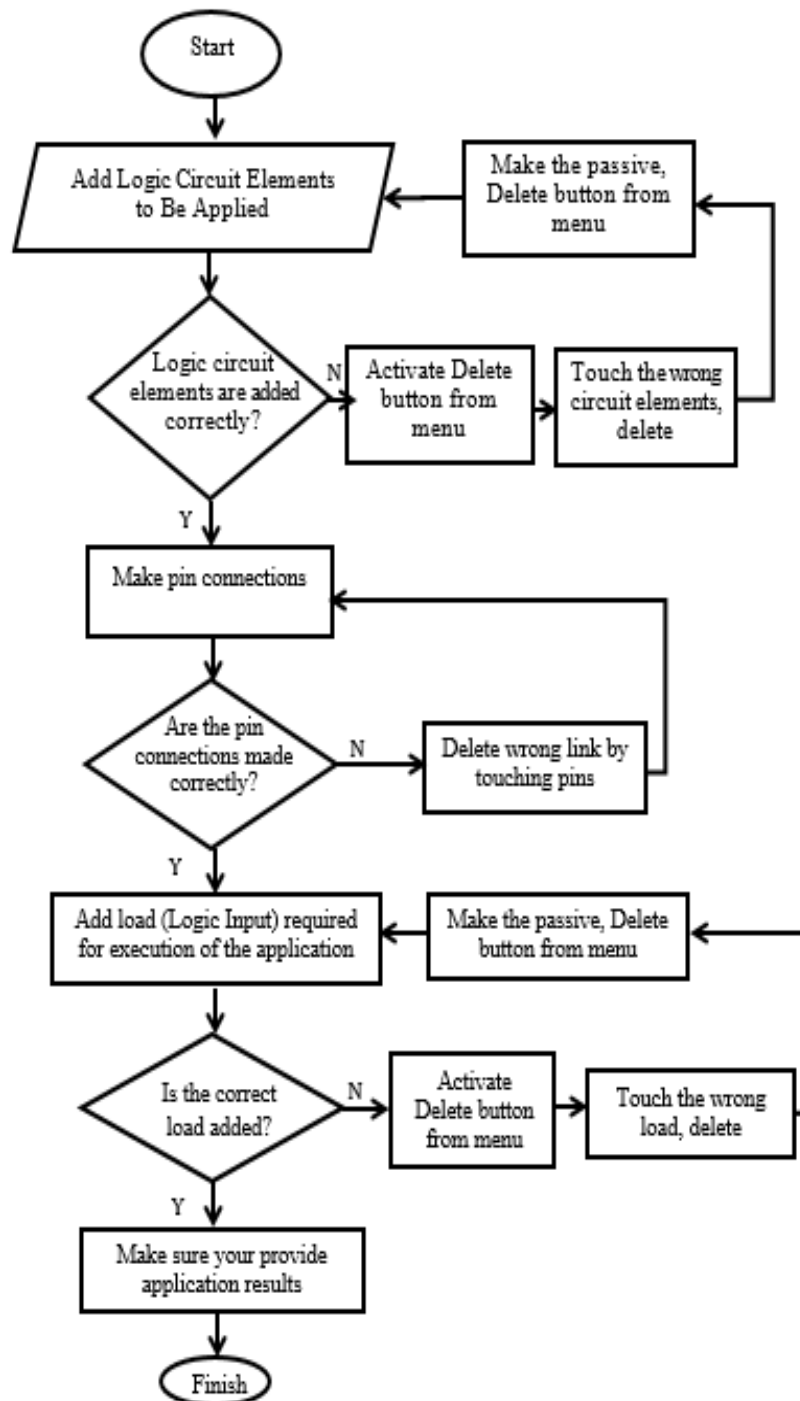 Start
Add Logic Circuit Elements
to Be Applied
Make the passive,
Delete button from
menu
Logic circuit
elements are added
correctly?
N
Activate Delete
button from
menu
Touch the wrong
circuit elements,
delete
Y
Make pin connections
Are the pin
connections made
correctly?
N
Delete wrong link by
touching pins
Y
Add load (Logic Input) required
for execution of the application
Make the passive, Delete
button from menu
Is the correct
load added?
N
Activate
Delete button
from menu
Touch the wrong
load, delete
Y
Make sure your provide
application results
Finish